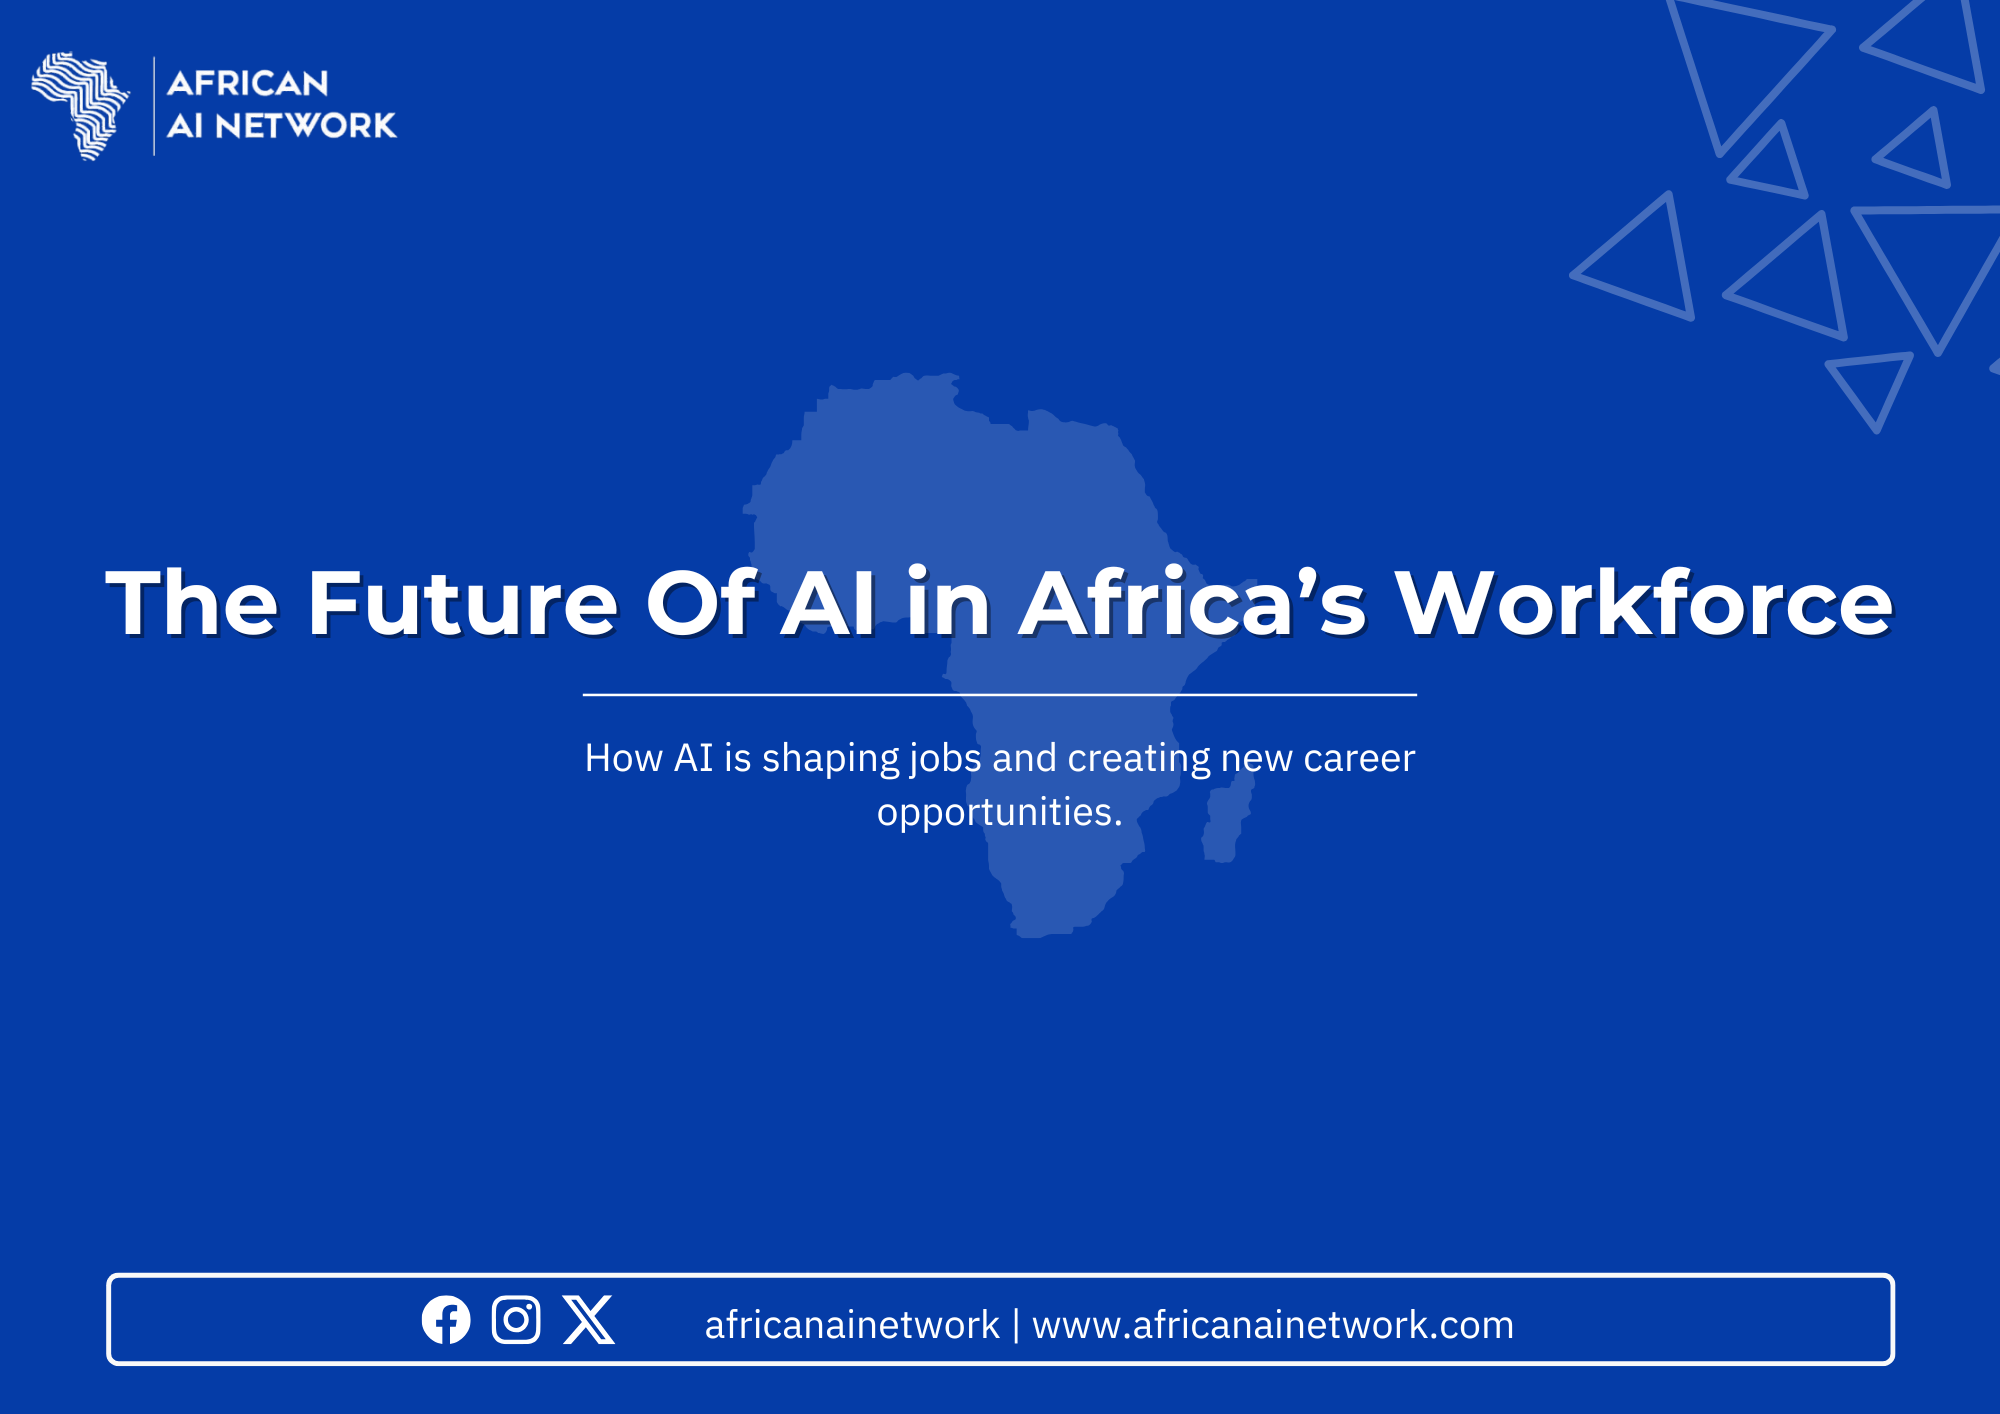 AFRICAN
AI NETWORK
The Future Of AI in Africa’s Workforce
How AI is shaping jobs and creating new career
opportunities.
africanainetwork | www.africanainetwork.com